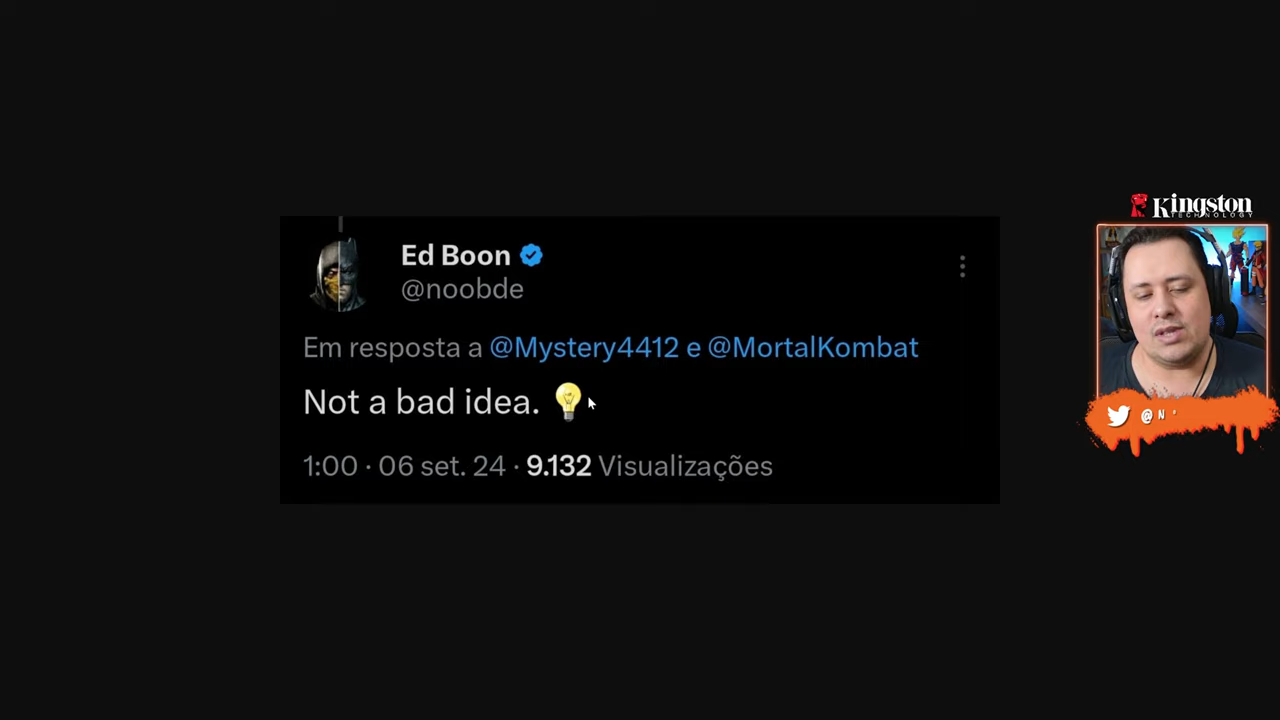 Ed Boon
@noobde
Em resposta a @Mystery4412 e @MortalKombat
Not a bad idea. 💡
1:00 · 06 set. 24 · 9.132 Visualizações
Kingston
TECHNOLOGY
@N